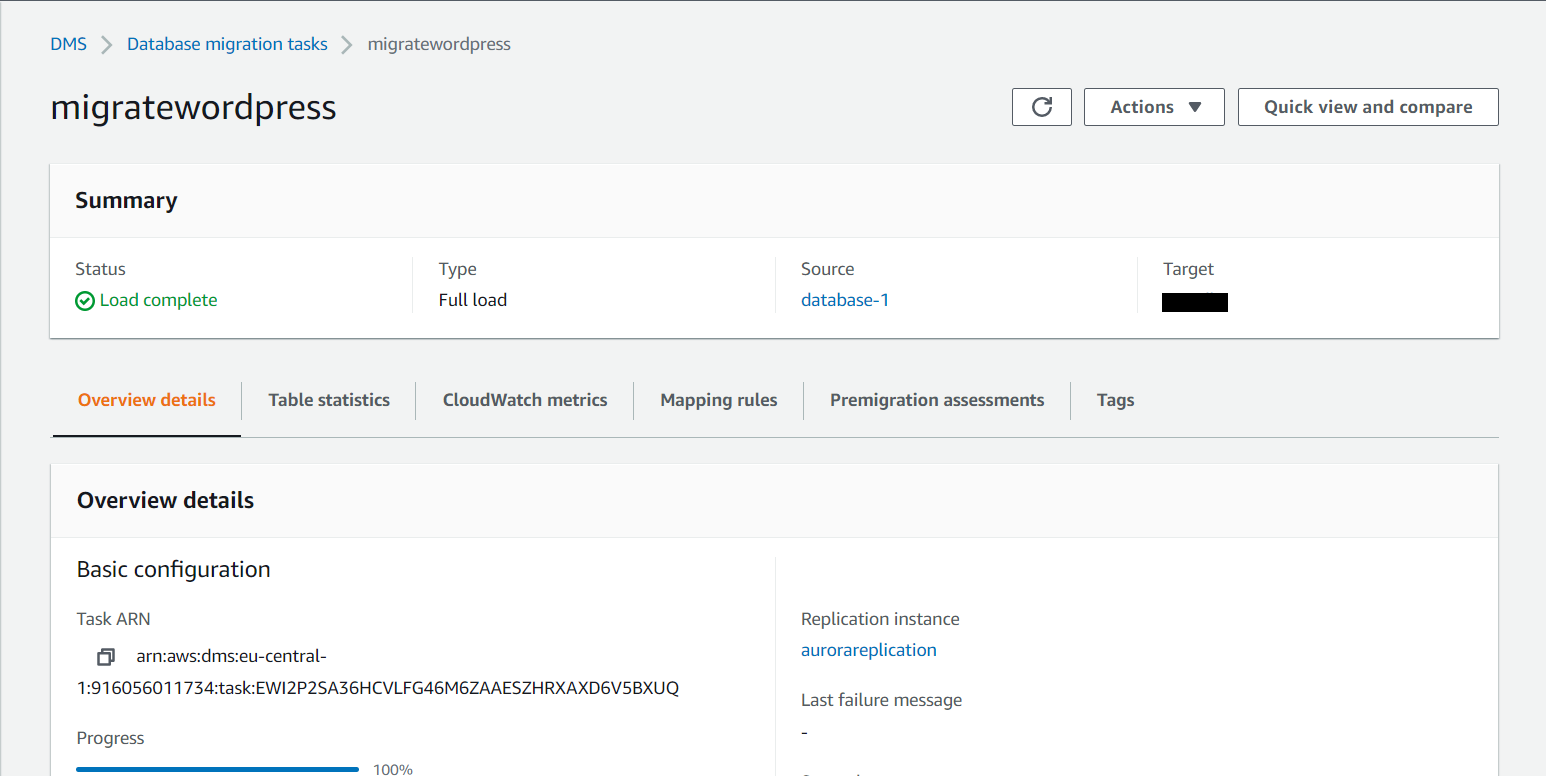 DMS > Database migration tasks > migratewordpress
migratewordpress
Actions ▼
Quick view and compare
Summary
Status
Load complete
Type
Full load
Source
database-1
Target
Overview details
Table statistics
CloudWatch metrics
Mapping rules
Premigration assessments
Tags
Overview details
Basic configuration
Task ARN
arn:aws:dms:eu-central-
1:916056011734:task:EWI2P2SA36HCVLFG46M6ZAAESZHRXAXD6V5BXUQ
Progress
100%
Replication instance
aurorareplication
Last failure message
-